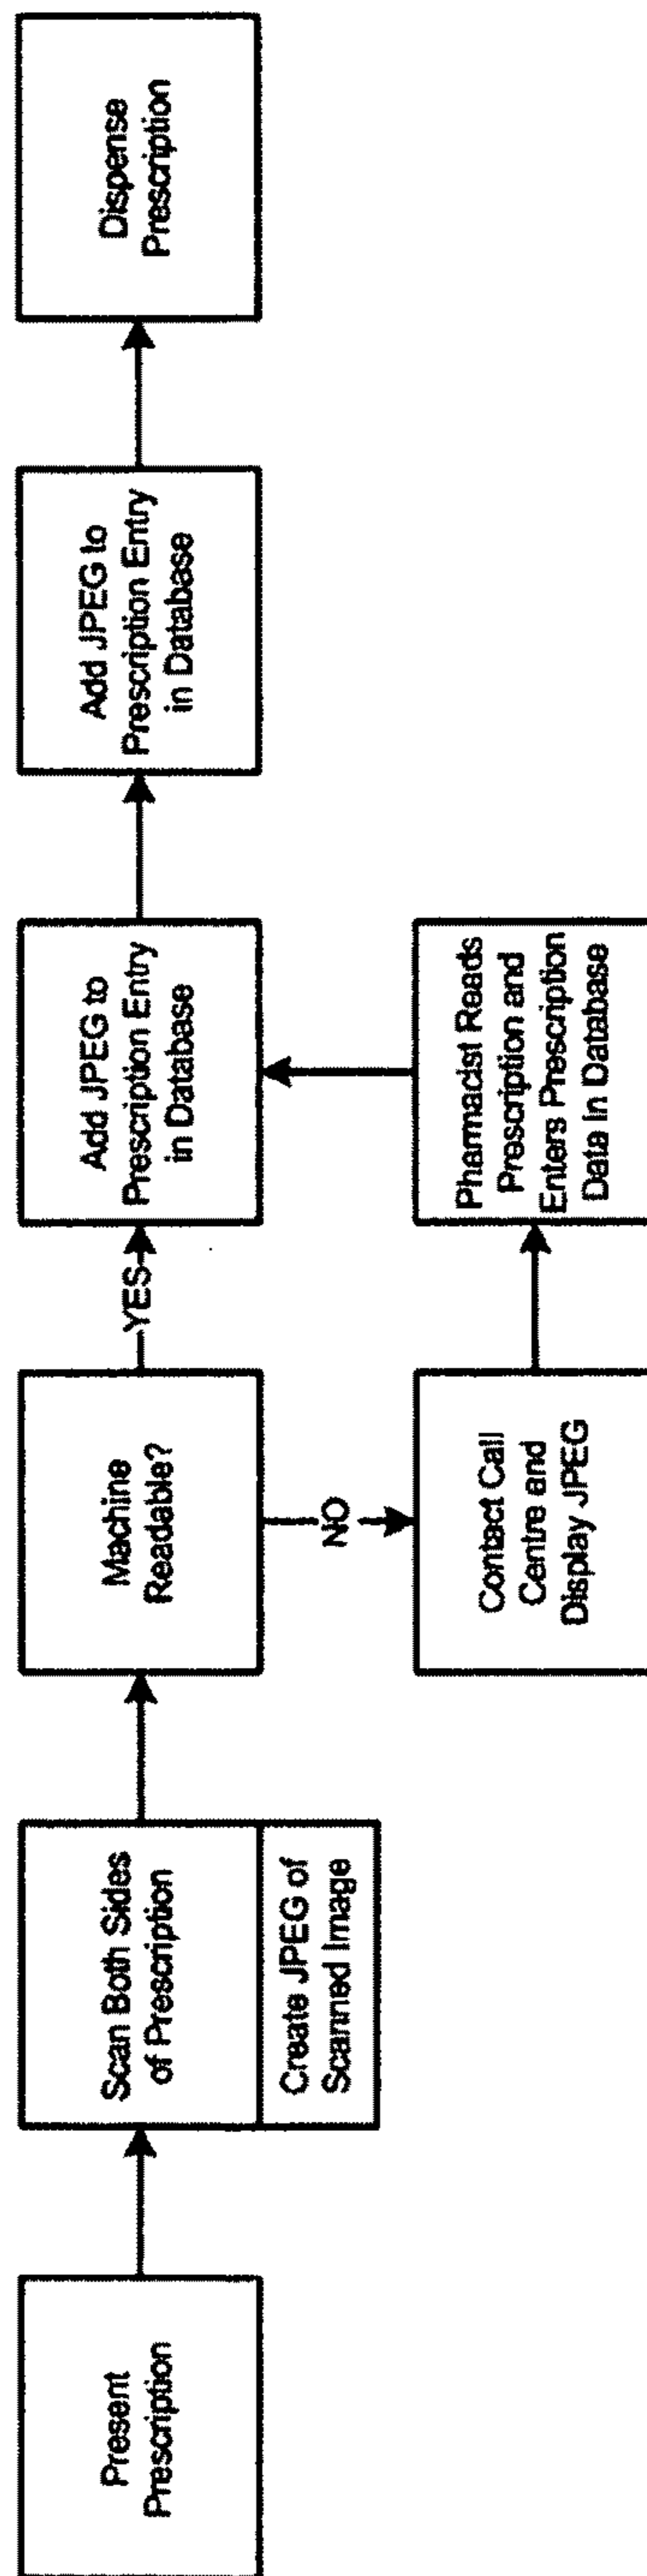 Present
Prescription
Scan Both Sides
of Prescription
Create JPEG of
Scanned Image
Machine
Readable?
YES
NO
Contact Call
Centre and
Display JPEG
Pharmacist Reads
Prescription and
Enters Prescription
Data in Database
Add JPEG to
Prescription Entry
in Database
Add JPEG to
Prescription Entry
in Database
Dispense
Prescription